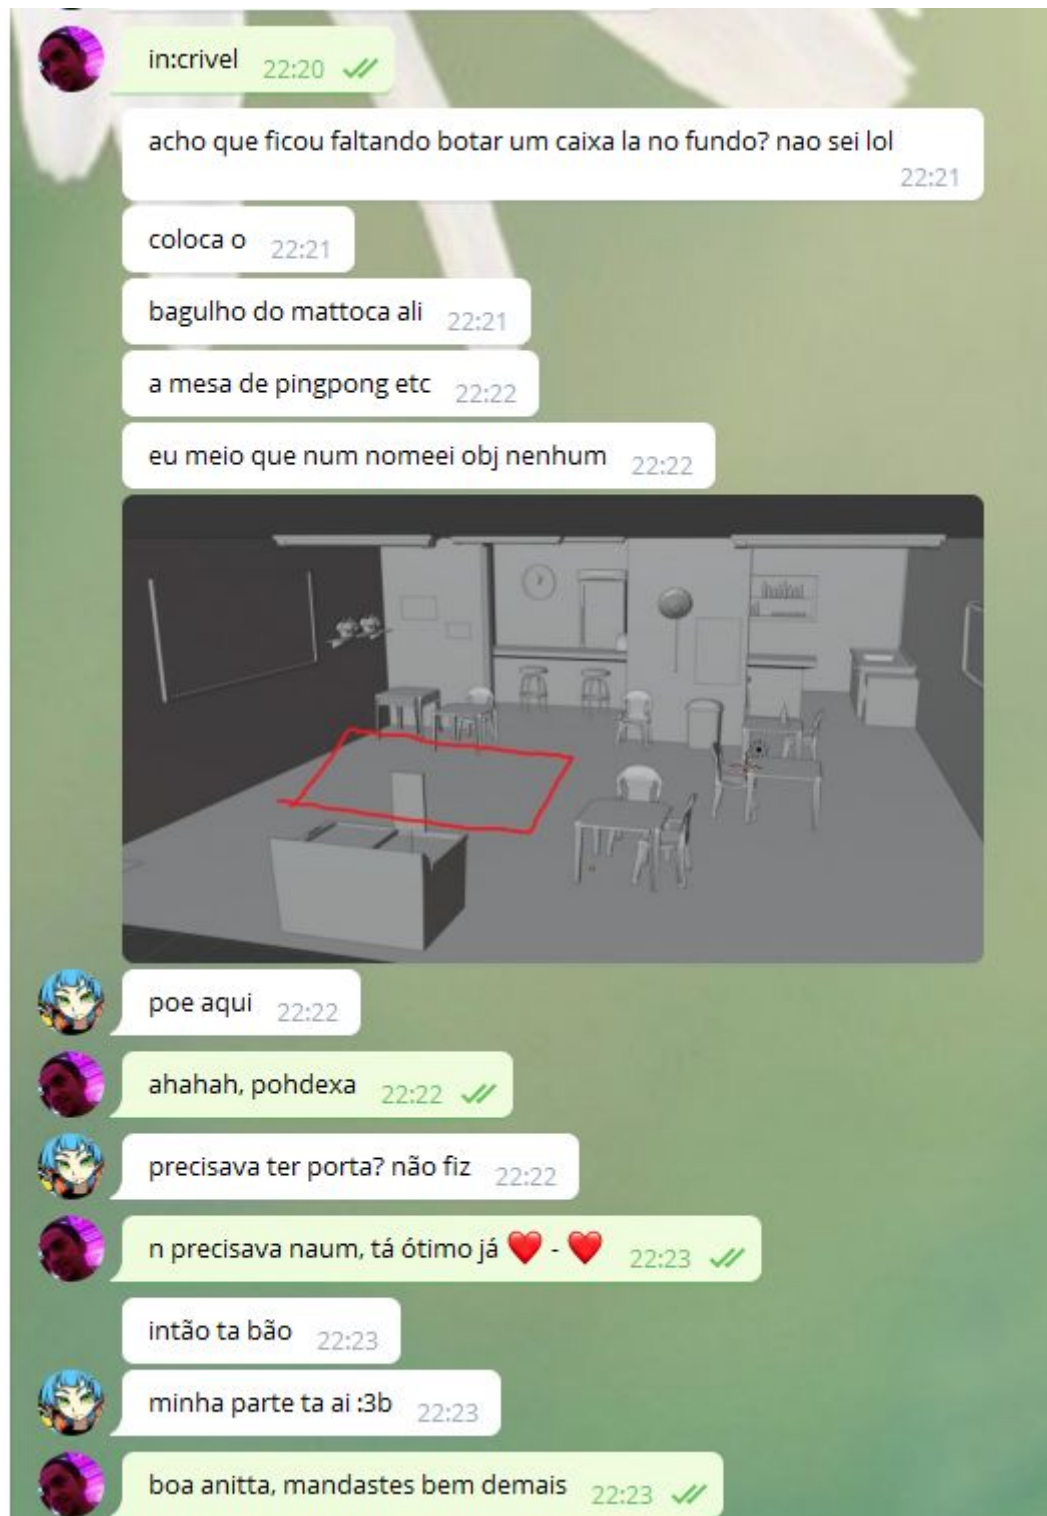 in:crivel 22:20
acho que ficou faltando botar um caixa la no fundo? nao sei lol
22:21
coloca o 22:21
bagulho do mattoca ali 22:21
a mesa de pingpong etc 22:22
eu meio que num nomeei obj nenhum 22:22
poe aqui 22:22
ahahah, pohdexa 22:22
precisava ter porta? não fiz 22:22
n precisava naum, tá ótimo já ❤️ - ❤️ 22:23
intão ta bão 22:23
minha parte ta ai :3b 22:23
boa anitta, mandastes bem demais 22:23